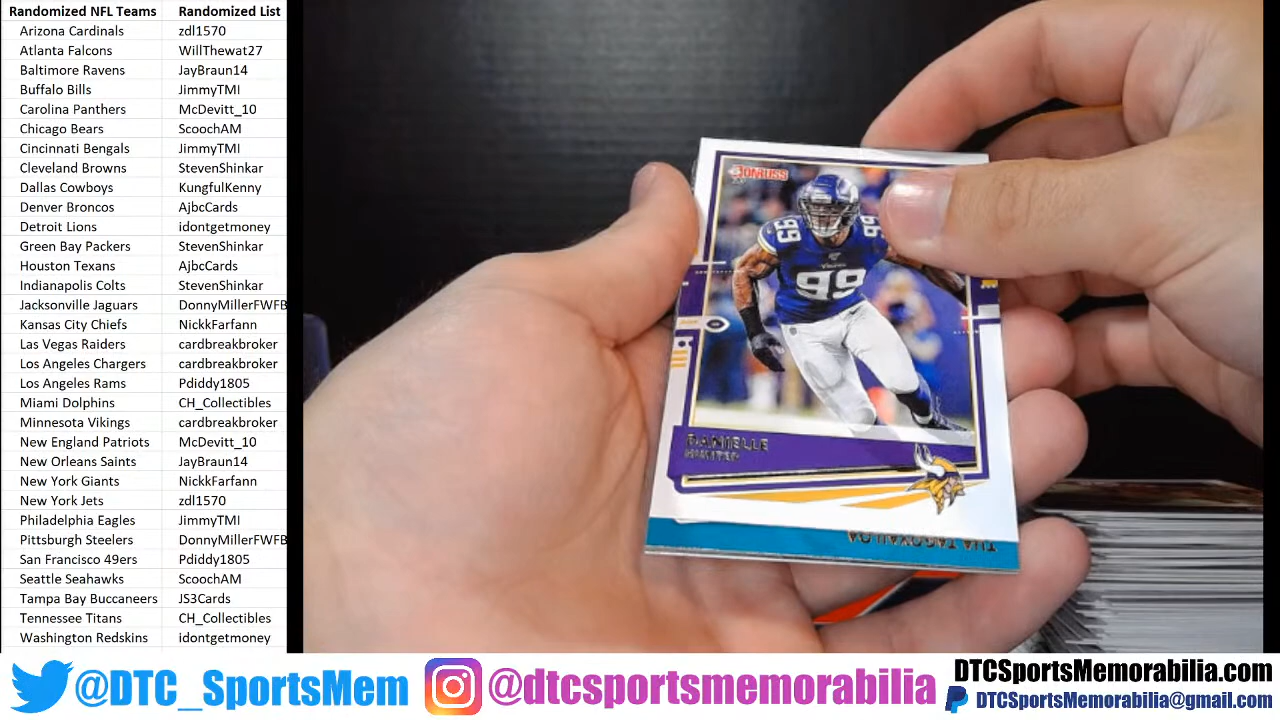 Randomized NFL Teams Randomized List
Arizona Cardinals zdl1570
Atlanta Falcons WillThewat27
Baltimore Ravens JayBraun14
Buffalo Bills JimmyTMI
Carolina Panthers McDevitt_10
Chicago Bears ScoochAM
Cincinnati Bengals JimmyTMI
Cleveland Browns StevenShinkar
Dallas Cowboys KungfulKenny
Denver Broncos AjbcCards
Detroit Lions idontgetmoney
Green Bay Packers StevenShinkar
Houston Texans AjbcCards
Indianapolis Colts StevenShinkar
Jacksonville Jaguars DonnyMillerFWFB
Kansas City Chiefs NickkFarfann
Las Vegas Raiders cardbreakbroker
Los Angeles Chargers cardbreakbroker
Los Angeles Rams Pdiddy1805
Miami Dolphins CH_Collectibles
Minnesota Vikings cardbreakbroker
New England Patriots McDevitt_10
New Orleans Saints JayBraun14
New York Giants NickkFarfann
New York Jets zdl1570
Philadelphia Eagles JimmyTMI
Pittsburgh Steelers DonnyMillerFWFB
San Francisco 49ers Pdiddy1805
Seattle Seahawks ScoochAM
Tampa Bay Buccaneers JS3Cards
Tennessee Titans CH_Collectibles
Washington Redskins idontgetmoney
Donruss
99
99
99
DANIELLE
HUNTER
TUA TAGOVAILOA
@DTC_SportsMem
@dtcsportsmemorabilia
DTCSportsMemorabilia.com
DTCSportsMemorabilia@gmail.com